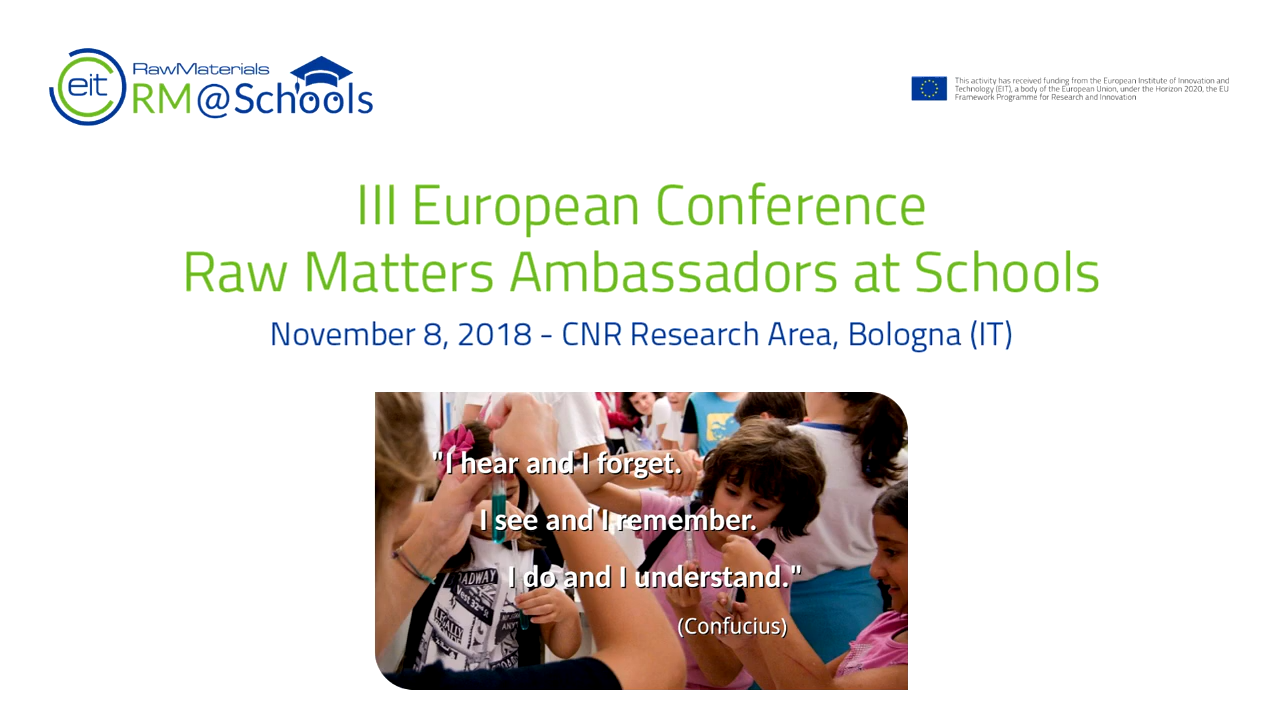 eit
RawMaterials
RM@Schools
This activity has received funding from the European Institute of Innovation and
Technology (EIT), a body of the European Union, under the Horizon 2020, the EU
Framework Programme for Research and Innovation
III European Conference
Raw Matters Ambassadors at Schools
November 8, 2018 - CNR Research Area, Bologna (IT)
"I hear and I forget.
I see and I remember.
I do and I understand."
(Confucius)